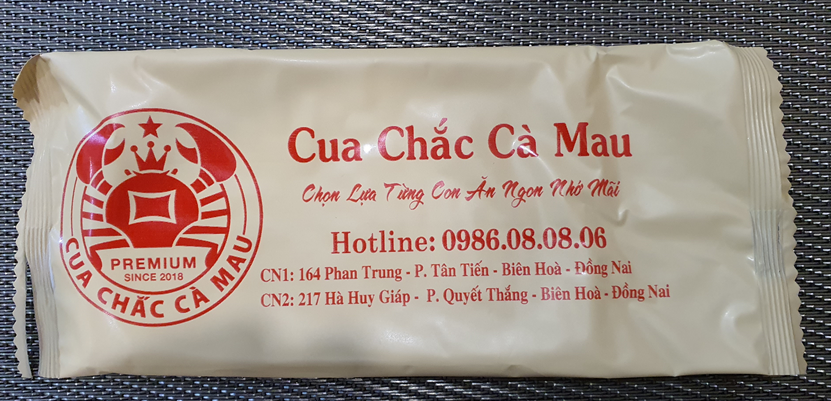 PREMIUM
SINCE 2018
CUA CHẮC CÀ MAU
Cua Chắc Cà Mau
Chọn Lựa Từng Con Ăn Ngon Nhớ Mãi
Hotline: 0986.08.08.06
CN1: 164 Phan Trung - P. Tân Tiến - Biên Hoà - Đồng Nai
CN2: 217 Hà Huy Giáp - P. Quyết Thắng - Biên Hoà - Đồng Nai